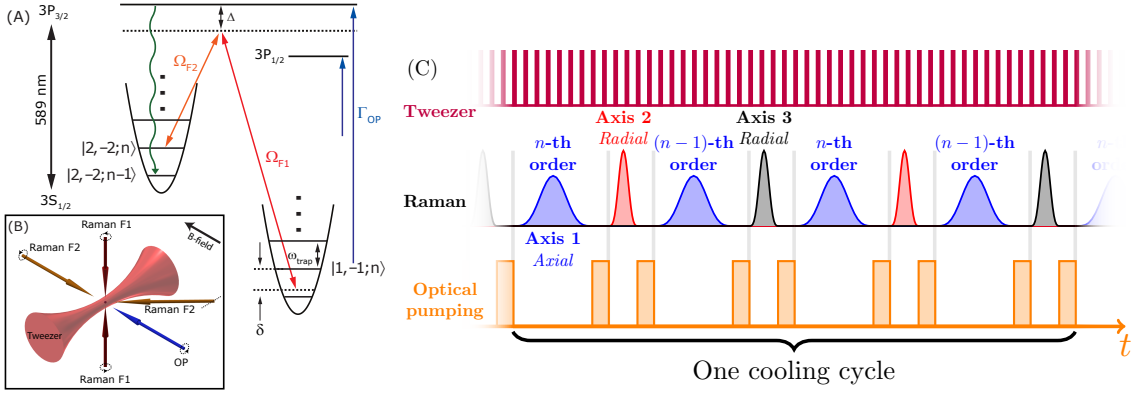 (A)
3P3/2
Δ
ΩF2
3P1/2
589 nm
ΓOP
ΩF1
|2,-2;n⟩
|2,-2;n-1⟩
3S1/2
ωtrap
|1,-1;n⟩
δ
(B)
Raman F1
B-field
Raman F2
Raman F2
Tweezer
OP
Raman F1
(C)
Tweezer
Axis 2
Radial
Axis 3
Radial
n-th
order
(n−1)-th
order
n-th
order
(n−1)-th
order
n-th
order
Raman
Axis 1
Axial
Optical
pumping
t
One cooling cycle